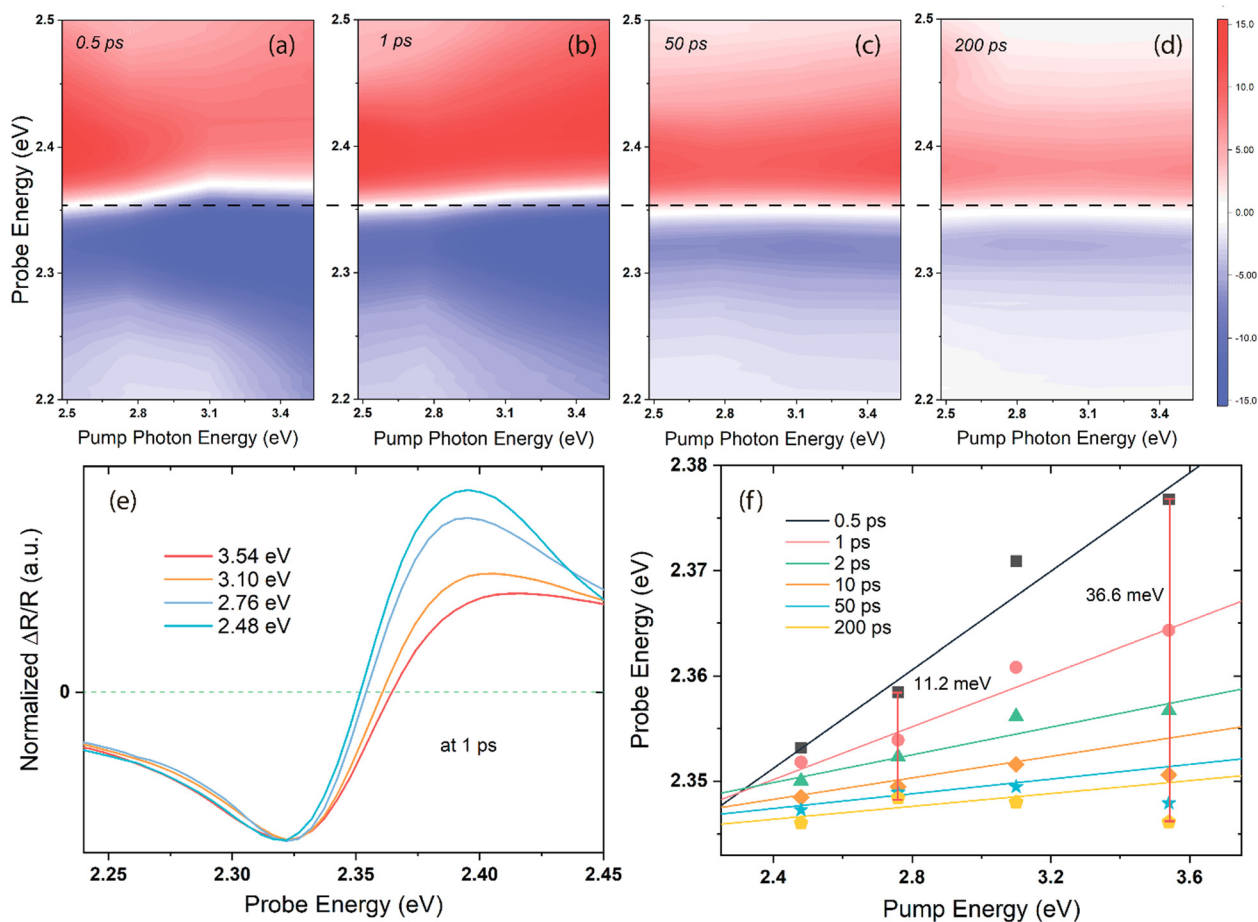 0.5 ps
(a)
1 ps
(b)
50 ps
(c)
200 ps
(d)
2.5
2.4
2.3
2.2
Probe Energy (eV)
2.5 2.8 3.1 3.4
Pump Photon Energy (eV)
2.5
2.4
2.3
2.2
2.5 2.8 3.1 3.4
Pump Photon Energy (eV)
2.5
2.4
2.3
2.2
2.5 2.8 3.1 3.4
Pump Photon Energy (eV)
2.5
2.4
2.3
2.2
2.5 2.8 3.1 3.4
Pump Photon Energy (eV)
15.0
10.0
5.00
0.00
-5.00
-10.0
-15.0
(e)
3.54 eV
3.10 eV
2.76 eV
2.48 eV
at 1 ps
Normalized ΔR/R (a.u.)
0
2.25 2.30 2.35 2.40 2.45
Probe Energy (eV)
(f)
0.5 ps
1 ps
2 ps
10 ps
50 ps
200 ps
36.6 meV
11.2 meV
2.38
2.37
2.36
2.35
Probe Energy (eV)
2.4 2.8 3.2 3.6
Pump Energy (eV)